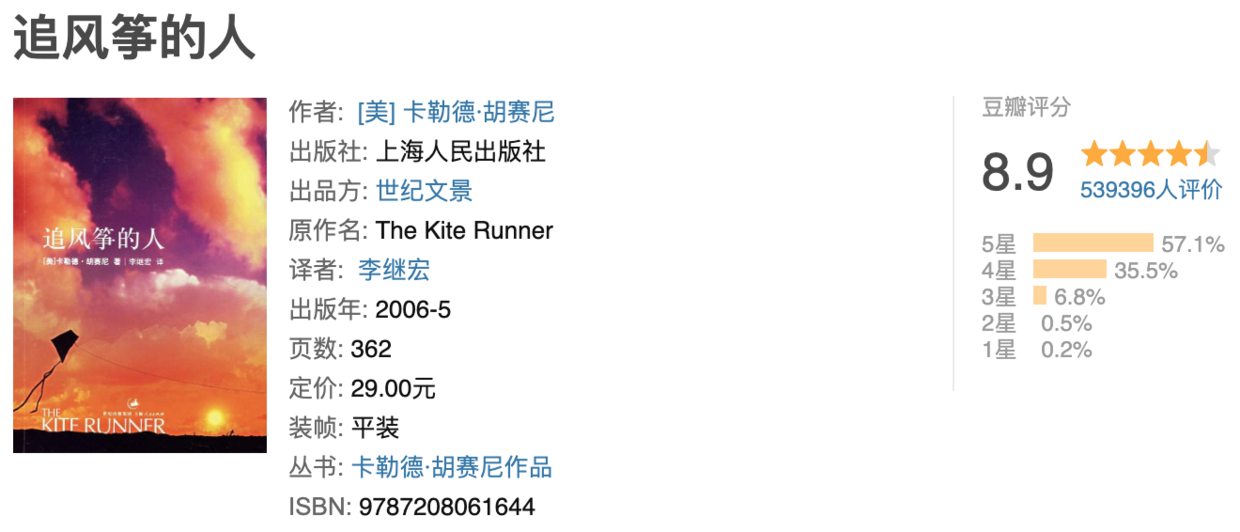 追风筝的人
追风筝的人
[美]卡勒德·胡赛尼 著 | 李继宏 译
THE
KITE RUNNER
作者: [美] 卡勒德·胡赛尼
出版社: 上海人民出版社
出品方: 世纪文景
原作名: The Kite Runner
译者: 李继宏
出版年: 2006-5
页数: 362
定价: 29.00元
装帧: 平装
丛书: 卡勒德·胡赛尼作品
ISBN: 9787208061644
豆瓣评分
8.9
539396人评价
5星 57.1%
4星 35.5%
3星 6.8%
2星 0.5%
1星 0.2%